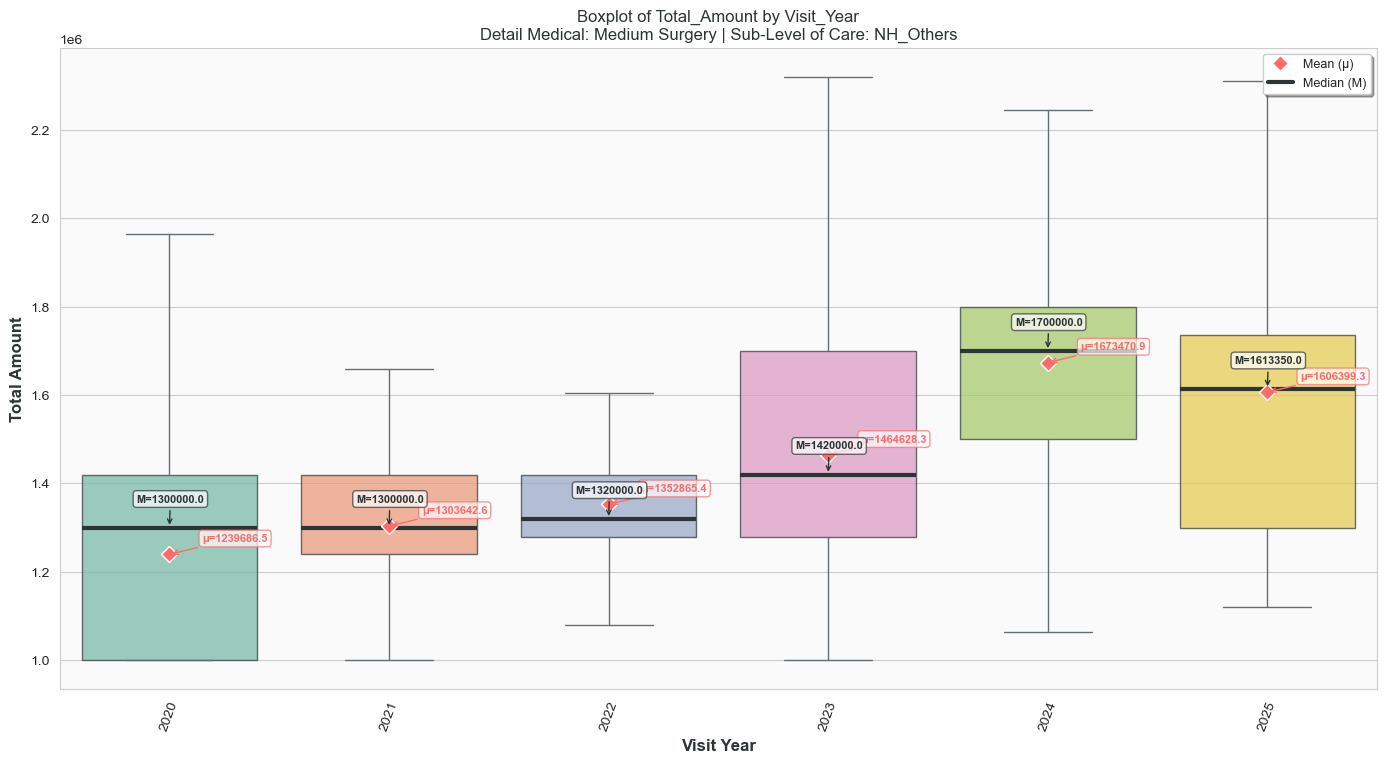 Boxplot of Total_Amount by Visit_Year
Detail Medical: Medium Surgery | Sub-Level of Care: NH_Others
1e6
Mean (μ)
Median (M)
2.2
2.0
1.8
1.6
1.4
1.2
1.0
Total Amount
M=1300000.0
μ=1239686.5
M=1300000.0
μ=1303642.6
M=1320000.0
=1352865.4
M=1420000.0
μ=1464628.3
M=1700000.0
μ=1673470.9
M=1613350.0
μ=1606399.3
2020
2021
2022
2023
2024
2025
Visit Year